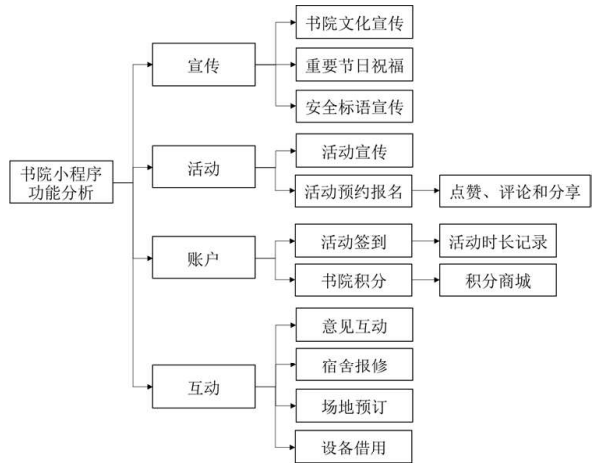 书院小程序
功能分析
宣传
书院文化宣传
重要节日祝福
安全标语宣传
活动
活动宣传
活动预约报名
点赞、评论和分享
账户
活动签到
活动时长记录
书院积分
积分商城
互动
意见互动
宿舍报修
场地预订
设备借用